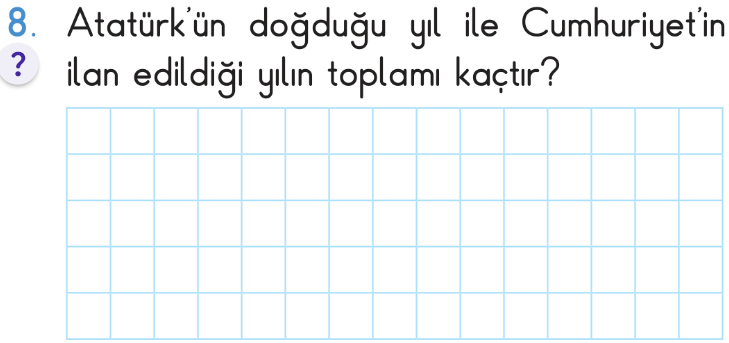 8. Atatürk'ün doğduğu yıl ile Cumhuriyet'in
? ilan edildiği yılın toplamı kaçtır?